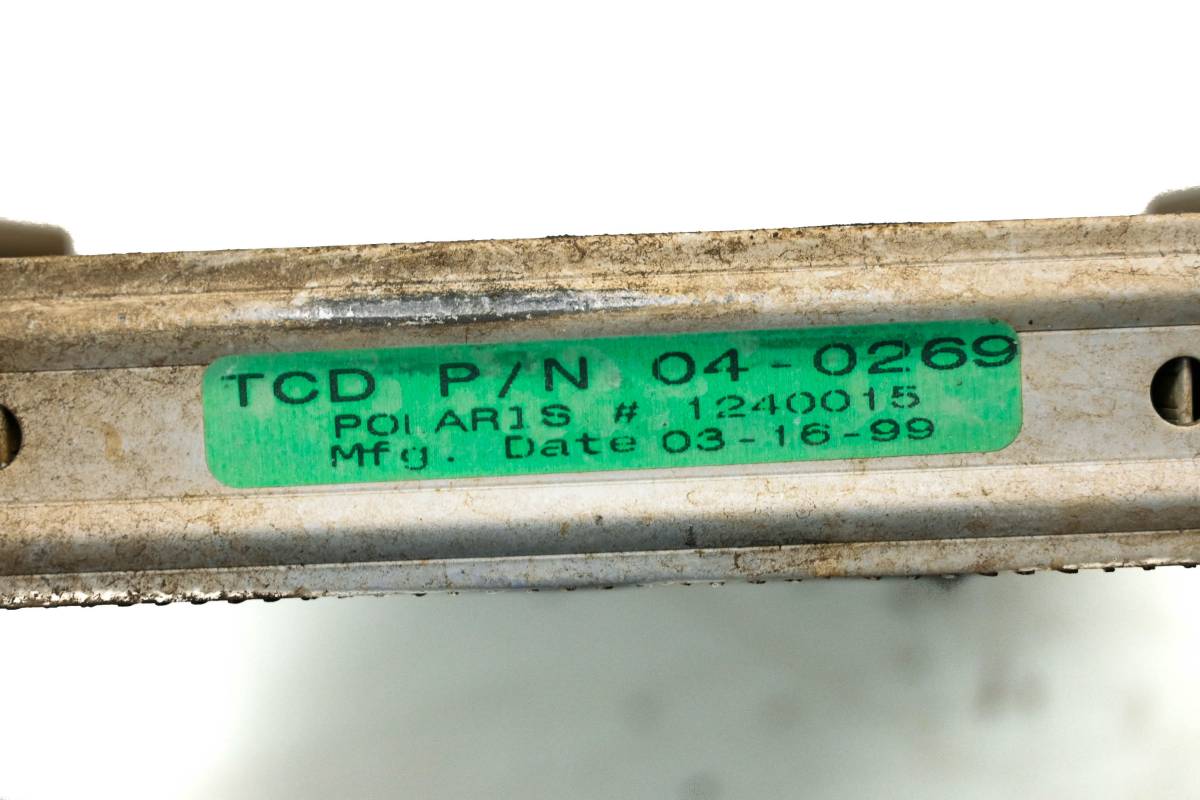 TCD P/N 04-0269
POLARIS # 1240015
Mfg. Date 03-16-99